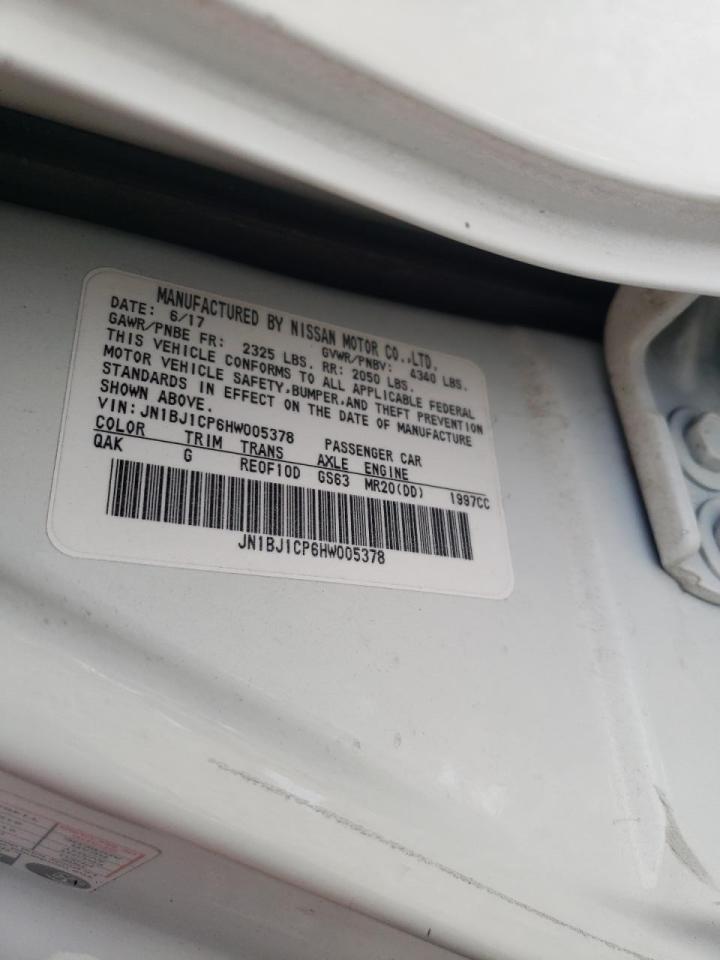 MANUFACTURED BY NISSAN MOTOR CO.,LTD.
DATE: 6/17 GVWR/PNBV: 4340 LBS.
GAWR/PNBE FR: 2325 LBS. RR: 2050 LBS.
THIS VEHICLE CONFORMS TO ALL APPLICABLE FEDERAL
MOTOR VEHICLE SAFETY,BUMPER,AND THEFT PREVENTION
STANDARDS IN EFFECT ON THE DATE OF MANUFACTURE
SHOWN ABOVE.
VIN: JN1BJ1CP6HW005378 PASSENGER CAR
COLOR TRIM TRANS AXLE ENGINE
QAK G RE0F10D GS63 MR20(DD) 1997CC
JN1BJ1CP6HW005378